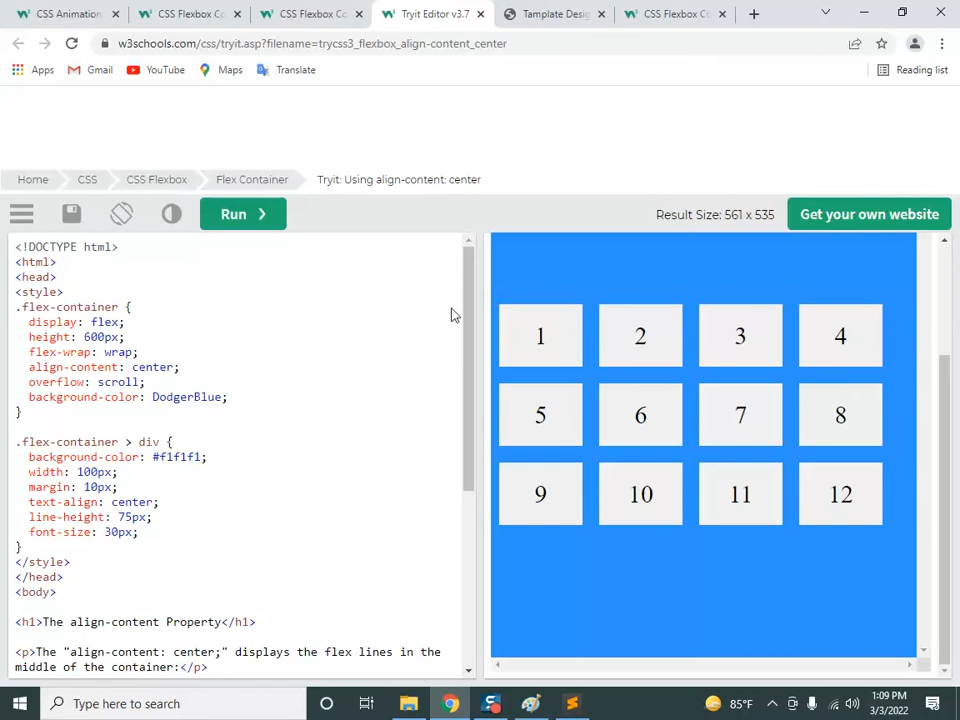 CSS Animation
CSS Flexbox Co
CSS Flexbox Co
Tryit Editor v3.7
Tamplate Desig
CSS Flexbox Co
w3schools.com/css/tryit.asp?filename=trycss3_flexbox_align-content_center
Apps
Gmail
YouTube
Maps
Translate
Reading list
Home
CSS
CSS Flexbox
Flex Container
Tryit: Using align-content: center
Run
Result Size: 561 x 535
Get your own website
<!DOCTYPE html>
<html>
<head>
<style>
.flex-container {
display: flex;
height: 600px;
flex-wrap: wrap;
align-content: center;
overflow: scroll;
background-color: DodgerBlue;
}
.flex-container > div {
background-color: #f1f1f1;
width: 100px;
margin: 10px;
text-align: center;
line-height: 75px;
font-size: 30px;
}
</style>
</head>
<body>
<h1>The align-content Property</h1>
<p>The "align-content: center;" displays the flex lines in the
middle of the container:</p>
1 2 3 4
5 6 7 8
9 10 11 12
Type here to search
85°F
1:09 PM
3/3/2022